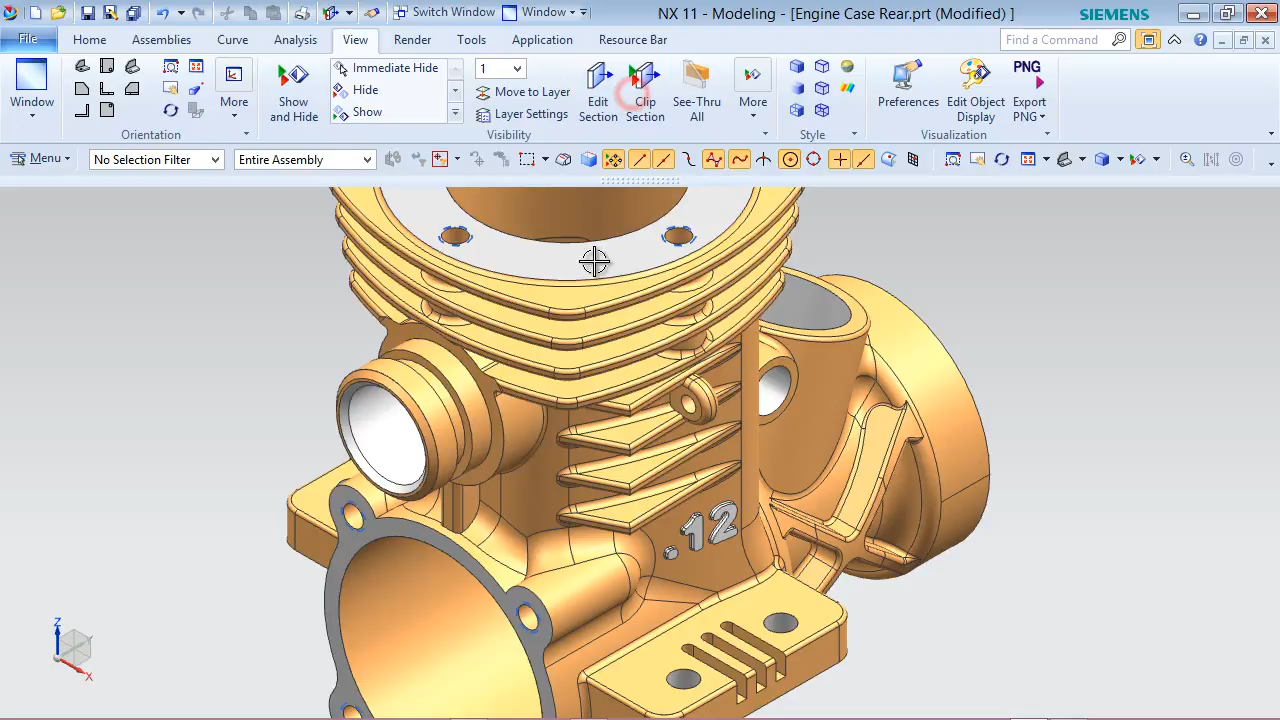 Switch Window Window NX 11 - Modeling - [Engine Case Rear.prt (Modified) ] SIEMENS
File Home Assemblies Curve Analysis View Render Tools Application Resource Bar Find a Command
Window
More
Orientation
Show and Hide
Immediate Hide
Hide
Show
1
Move to Layer
Layer Settings
Visibility
Edit Section
Clip Section
See-Thru All
More
Style
Preferences
Edit Object Display
PNG
Export PNG
Visualization
Menu No Selection Filter Entire Assembly
.12
Z
Y
X